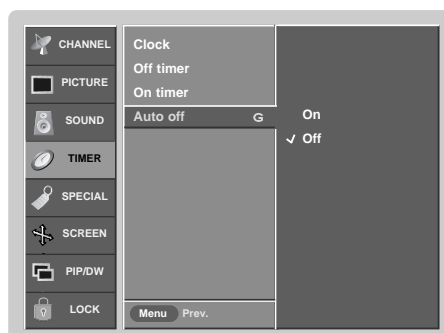 CHANNEL
PICTURE
SOUND
TIMER
SPECIAL
SCREEN
PIP/DW
LOCK
Clock
Off timer
On timer
Auto off G
On
✓ Off
Menu Prev.